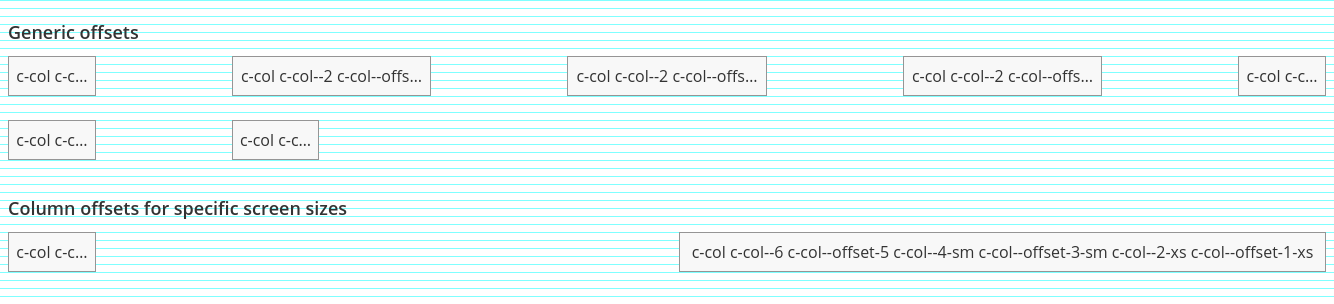 Generic offsets
c-col c-c... c-col c-col--2 c-col--offs... c-col c-col--2 c-col--offs... c-col c-col--2 c-col--offs... c-col c-c...
c-col c-c... c-col c-c...
Column offsets for specific screen sizes
c-col c-c... c-col c-col--6 c-col--offset-5 c-col--4-sm c-col--offset-3-sm c-col--2-xs c-col--offset-1-xs